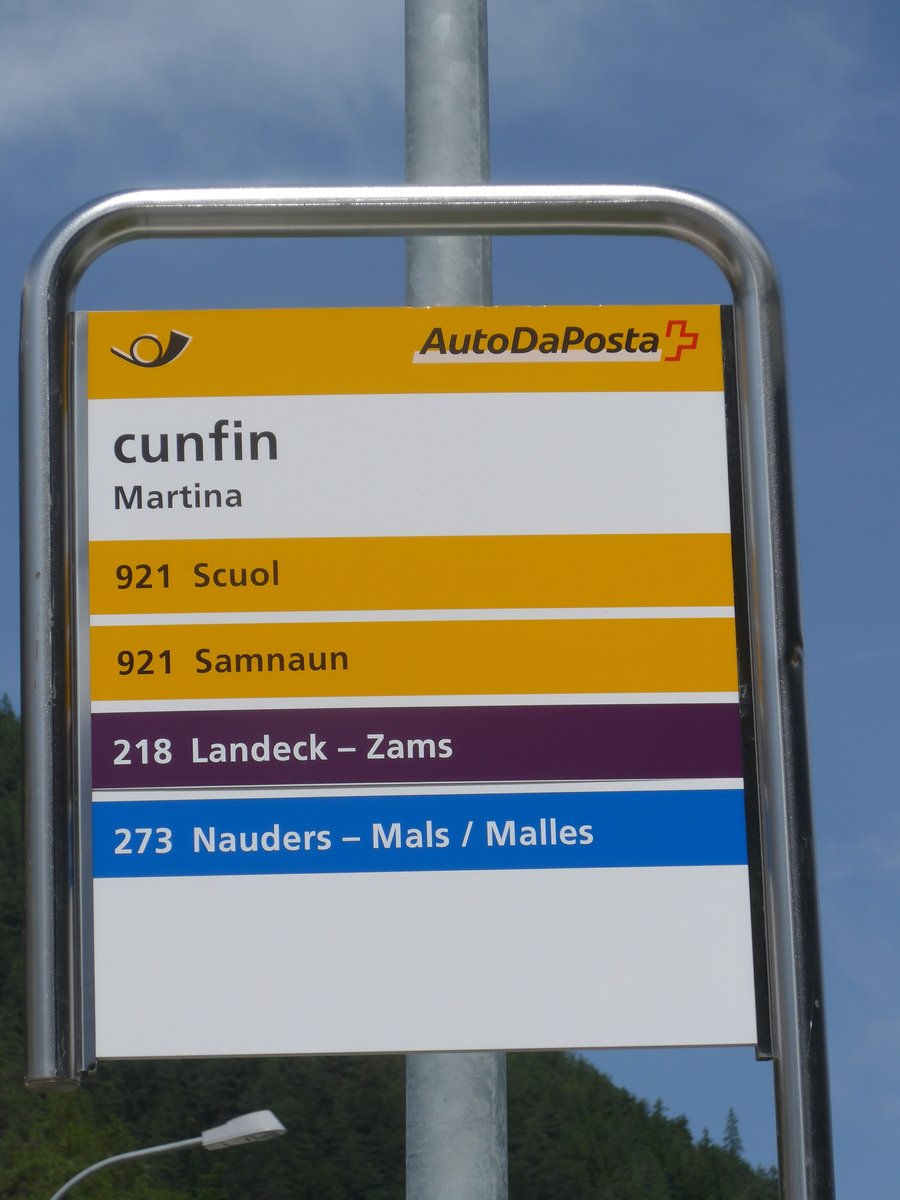 AutoDaPosta
cunfin
Martina
921 Scuol
921 Samnaun
218 Landeck – Zams
273 Nauders – Mals / Malles